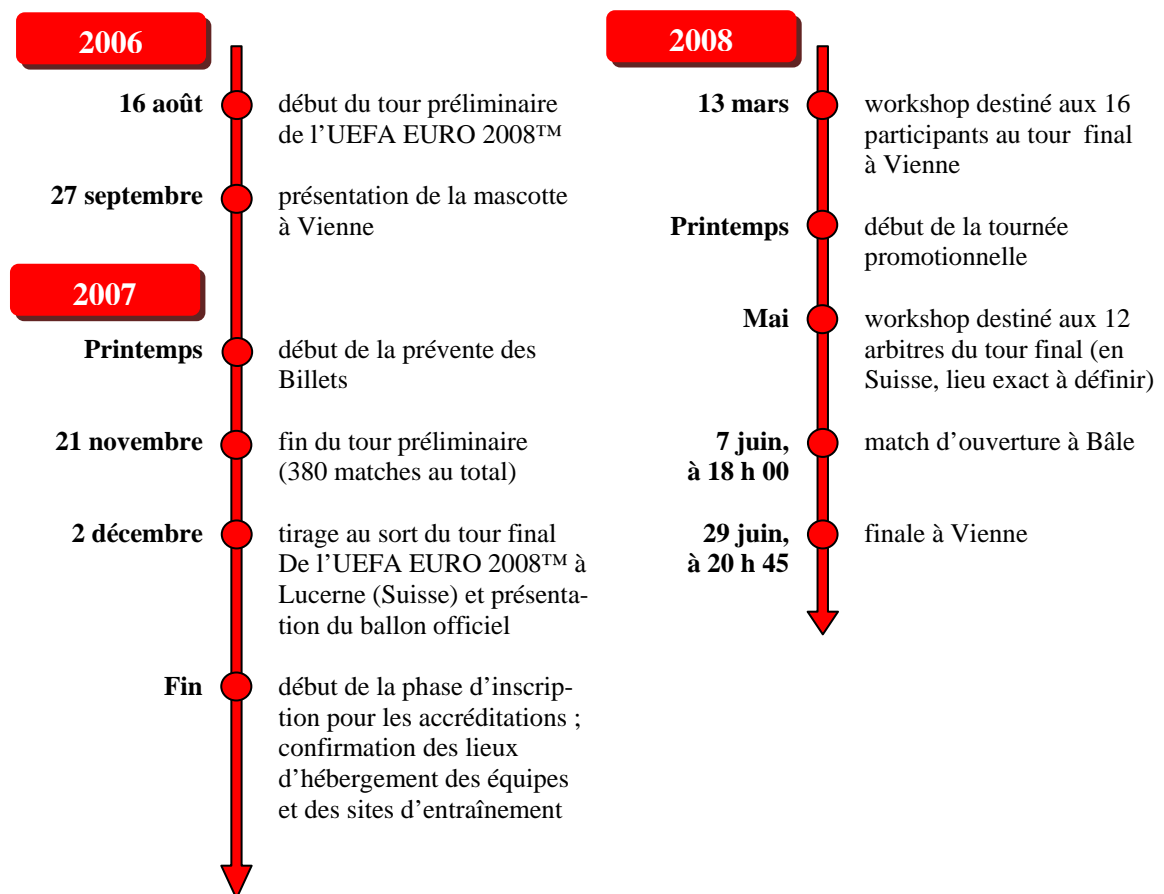 2006
16 août
début du tour préliminaire
de l’UEFA EURO 2008™
27 septembre
présentation de la mascotte
à Vienne
2007
Printemps
début de la prévente des
Billets
21 novembre
fin du tour préliminaire
(380 matches au total)
2 décembre
tirage au sort du tour final
De l’UEFA EURO 2008™ à
Lucerne (Suisse) et présenta-
tion du ballon officiel
Fin
début de la phase d’inscrip-
tion pour les accréditations ;
confirmation des lieux
d’hébergement des équipes
et des sites d’entraînement
2008
13 mars
workshop destiné aux 16
participants au tour final
à Vienne
Printemps
début de la tournée
promotionnelle
Mai
workshop destiné aux 12
arbitres du tour final (en
Suisse, lieu exact à définir)
7 juin,
à 18 h 00
match d’ouverture à Bâle
29 juin,
à 20 h 45
finale à Vienne